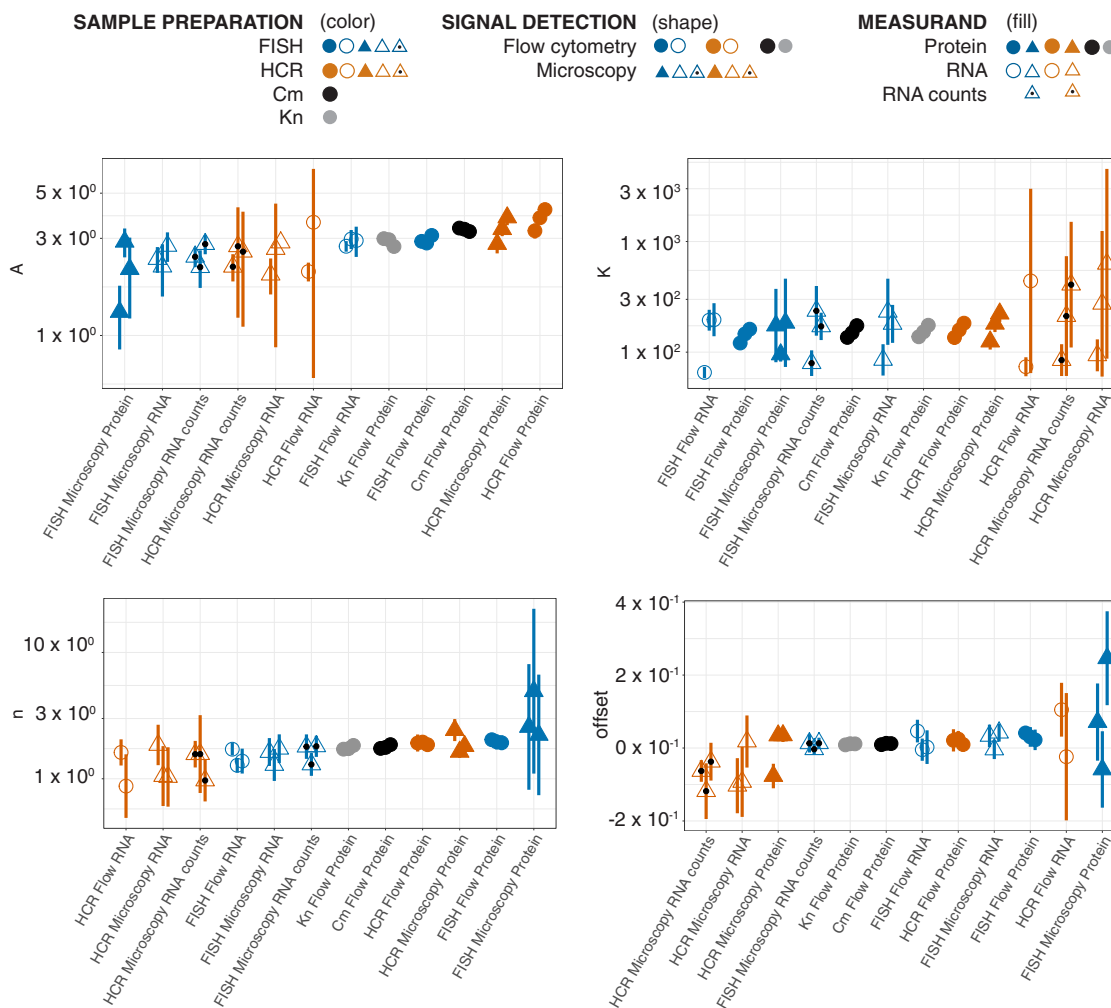 SAMPLE PREPARATION (color)
FISH
HCR
Cm
Kn
SIGNAL DETECTION (shape)
Flow cytometry
Microscopy
MEASURAND (fill)
Protein
RNA
RNA counts
A
5 x 10⁰
3 x 10⁰
1 x 10⁰
FISH Microscopy Protein
FISH Microscopy RNA
FISH Microscopy RNA counts
HCR Microscopy RNA counts
HCR Microscopy RNA
HCR Flow RNA
FISH Flow RNA
Kn Flow Protein
FISH Flow Protein
Cm Flow Protein
HCR Microscopy Protein
HCR Flow Protein
K
3 x 10³
1 x 10³
3 x 10²
1 x 10²
FISH Flow RNA
FISH Flow Protein
FISH Microscopy Protein
FISH Microscopy RNA counts
Cm Flow Protein
FISH Microscopy RNA
Kn Flow Protein
HCR Flow Protein
HCR Microscopy Protein
HCR Flow RNA
HCR Microscopy RNA counts
HCR Microscopy RNA
n
10 x 10⁰
3 x 10⁰
1 x 10⁰
HCR Flow RNA
HCR Microscopy RNA
HCR Microscopy RNA counts
FISH Flow RNA
FISH Microscopy RNA
FISH Microscopy RNA counts
Kn Flow Protein
Cm Flow Protein
HCR Flow Protein
HCR Microscopy Protein
FISH Flow Protein
FISH Microscopy Protein
offset
4 x 10⁻¹
2 x 10⁻¹
0 x 10⁻¹
-2 x 10⁻¹
HCR Microscopy RNA counts
HCR Microscopy RNA
HCR Microscopy Protein
FISH Microscopy RNA counts
Kn Flow Protein
Cm Flow Protein
FISH Flow RNA
HCR Flow Protein
FISH Microscopy RNA
FISH Flow Protein
HCR Flow RNA
FISH Microscopy Protein